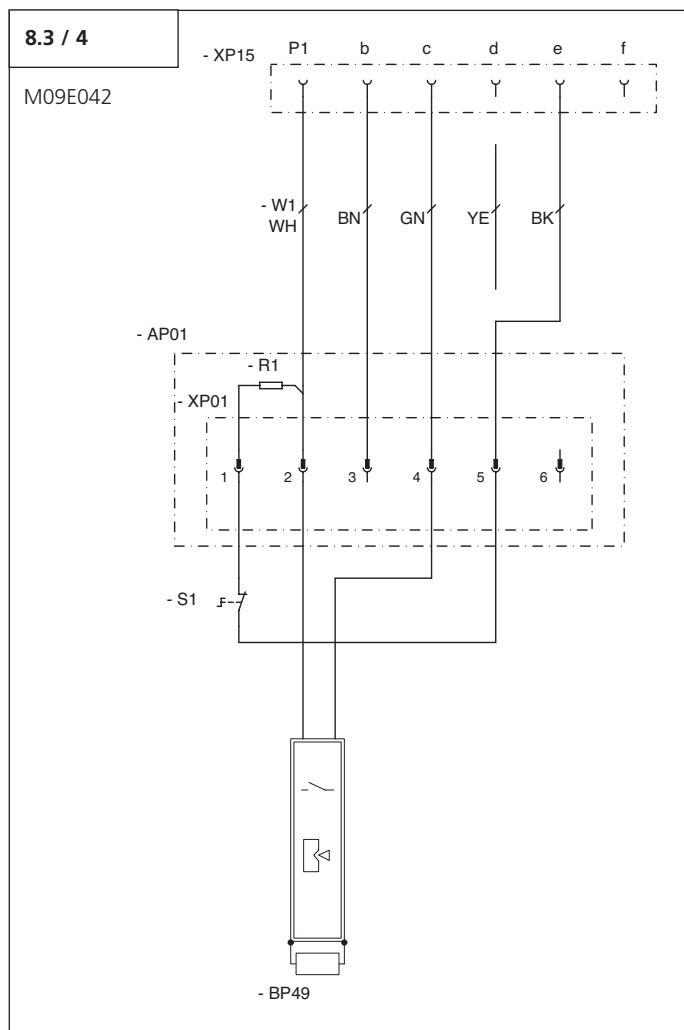 8.3 / 4
M09E042
- XP15 P1 b c d e f
- W1
WH BN GN YE BK
- AP01
- R1
- XP01
1 2 3 4 5 6
- S1
- BP49